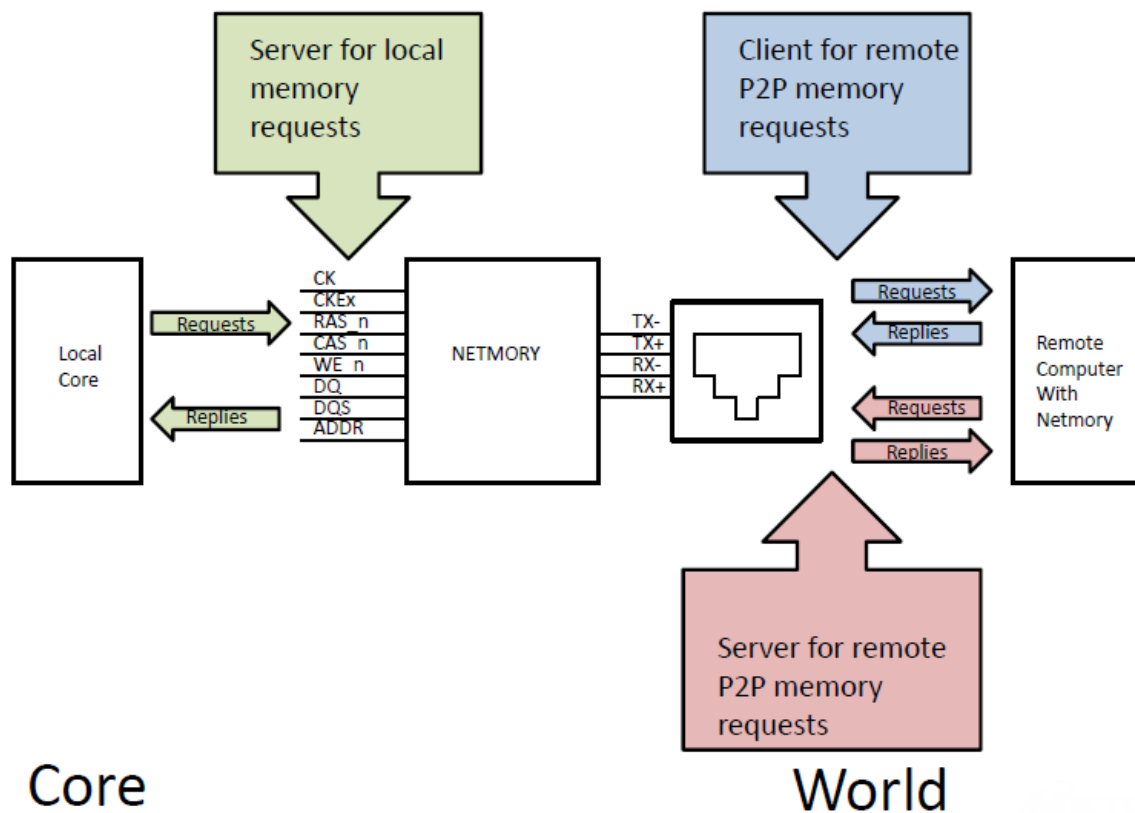 Server for local
memory
requests
Client for remote
P2P memory
requests
CK
CKEx
RAS_n
CAS_n
WE_n
DQ
DQS
ADDR
Requests
Replies
Local
Core
NETMORY
TX-
TX+
RX-
RX+
Requests
Replies
Requests
Replies
Remote
Computer
With
Netmory
Server for remote
P2P memory
requests
Core
World